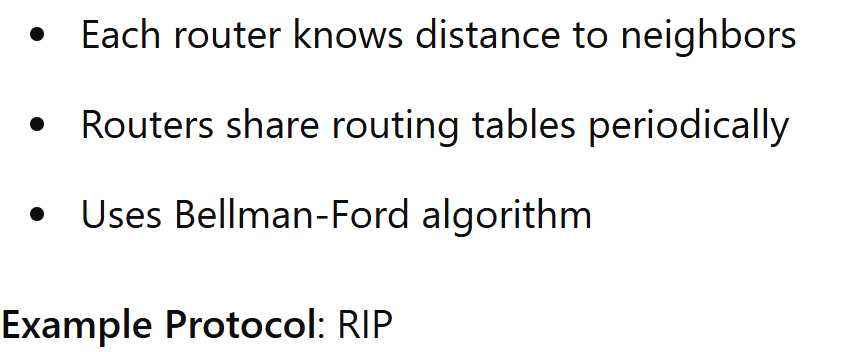 • Each router knows distance to neighbors
• Routers share routing tables periodically
• Uses Bellman-Ford algorithm
Example Protocol: RIP